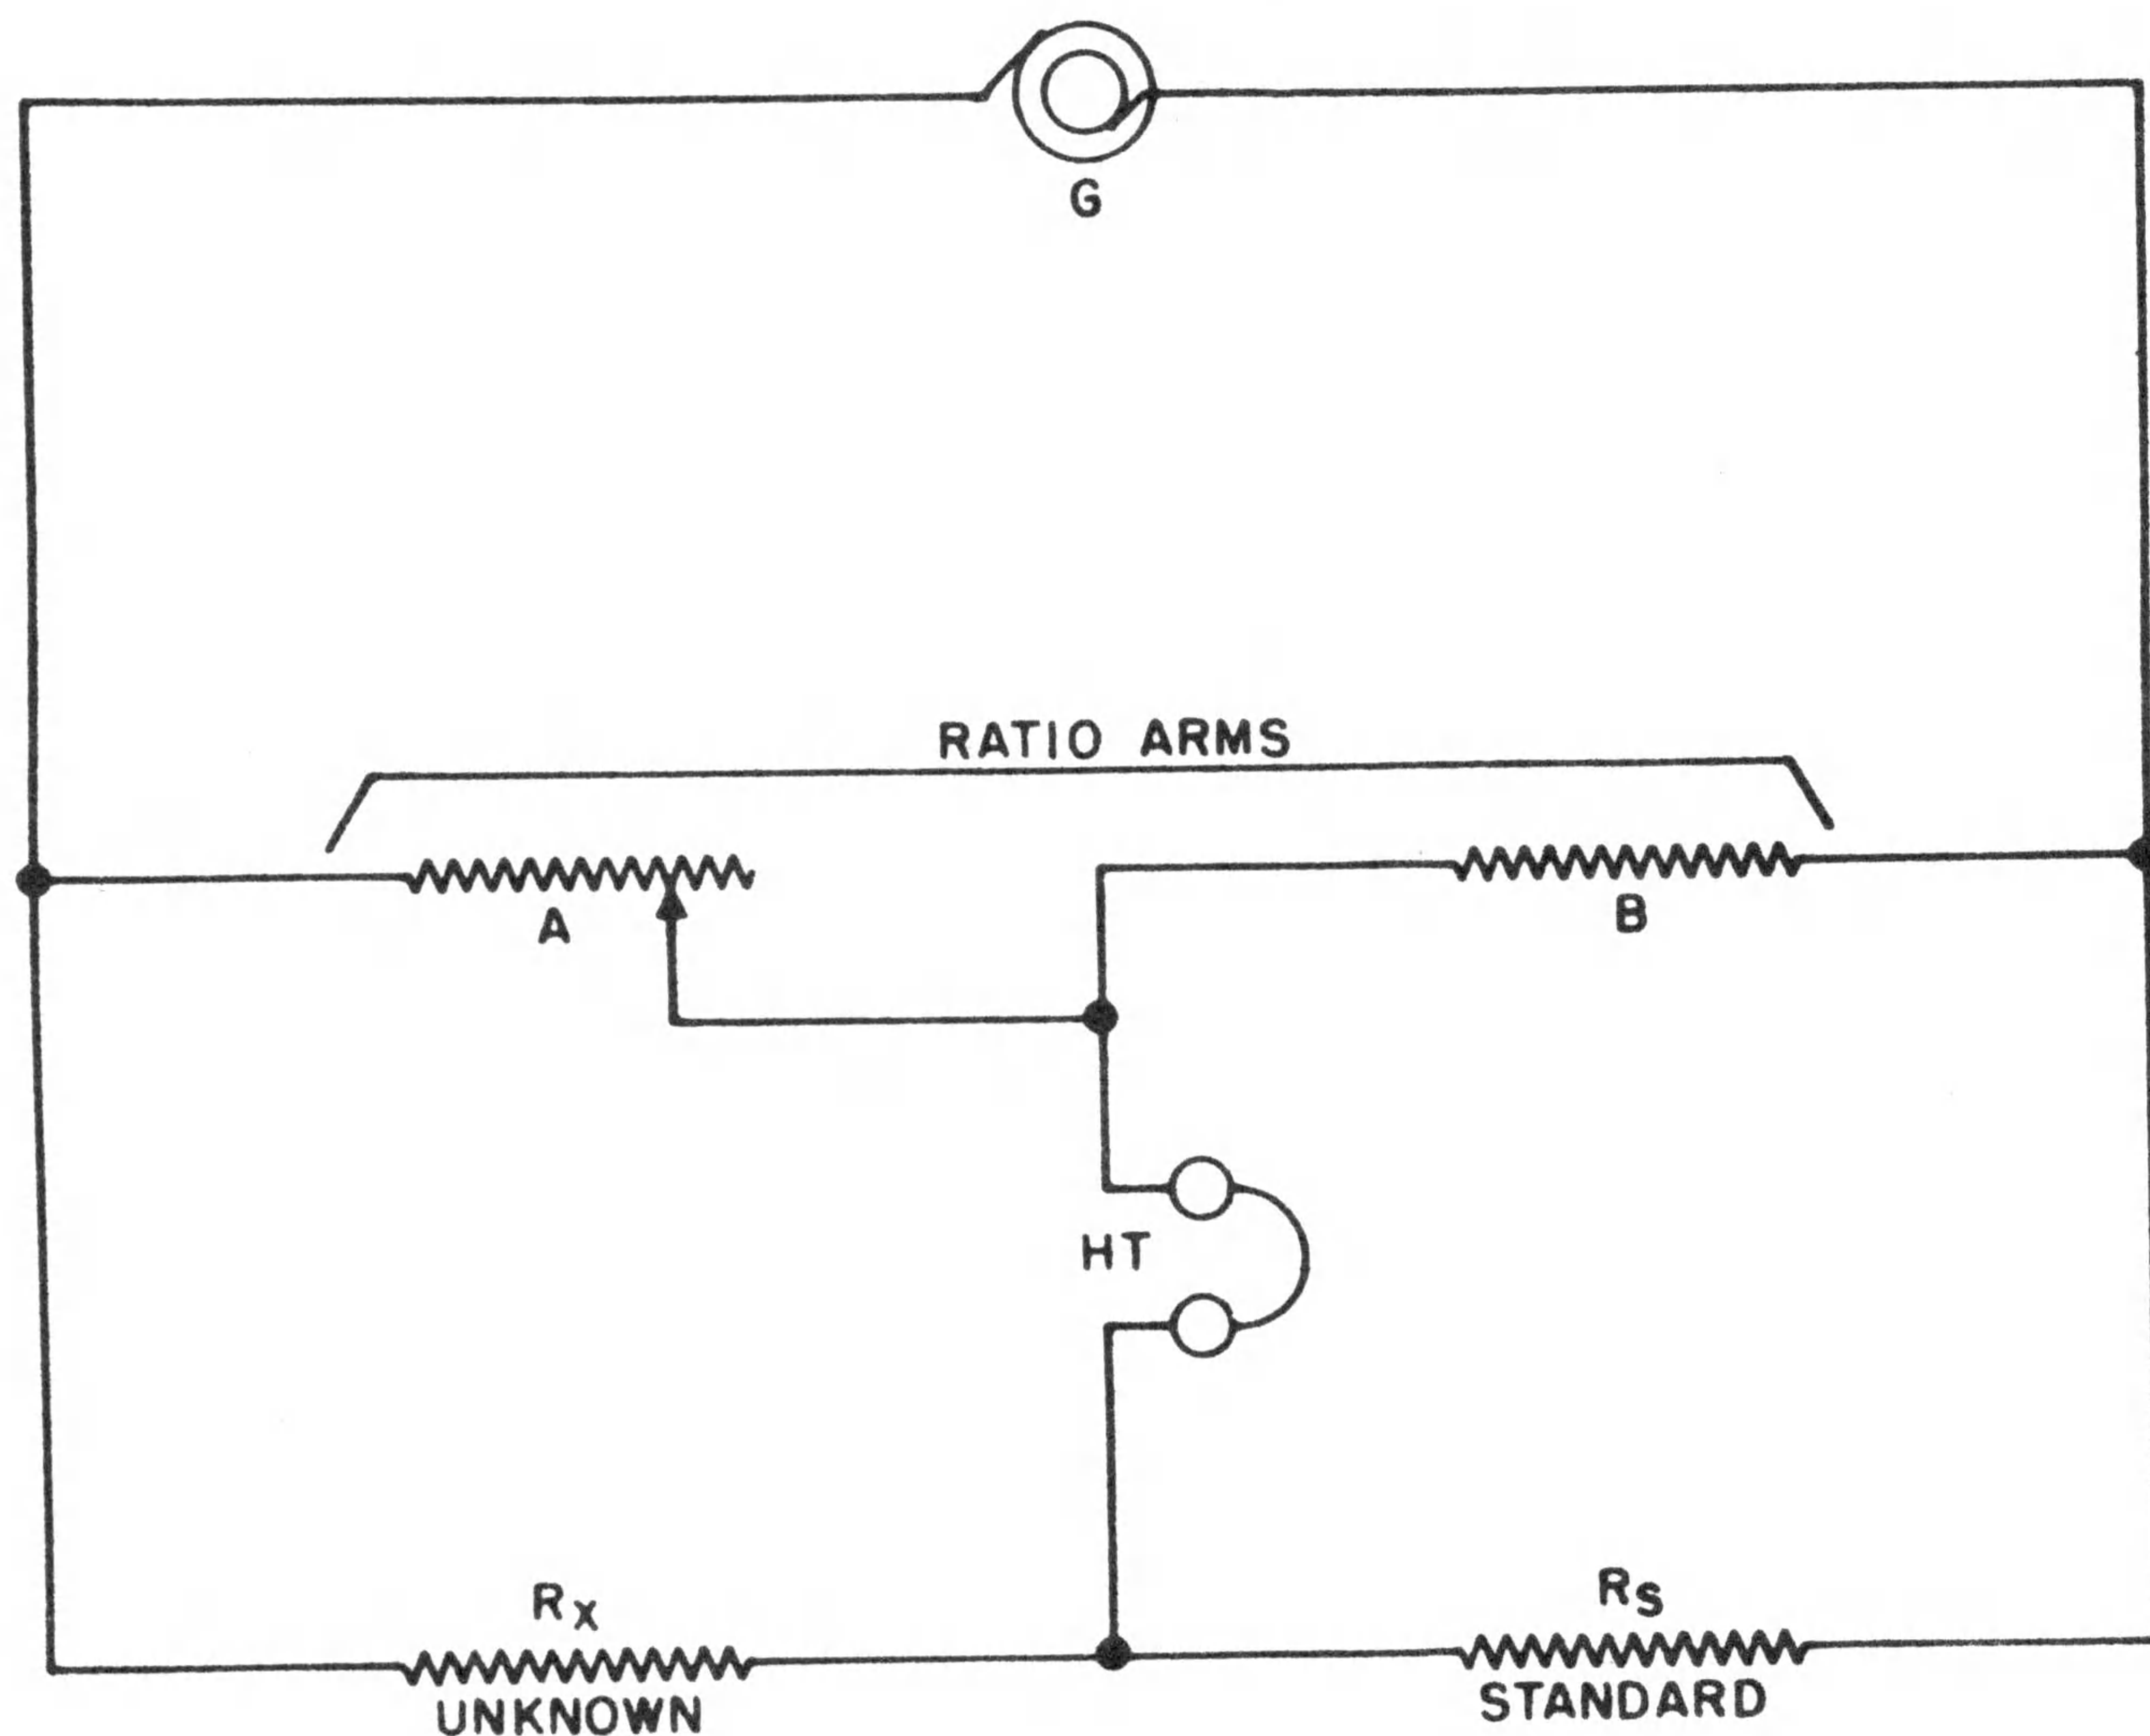 G
RATIO ARMS
A
B
HT
Rx
Rs
UNKNOWN
STANDARD